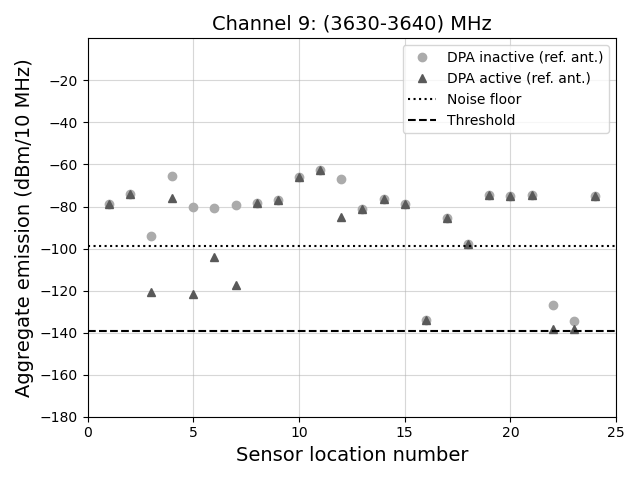 Channel 9: (3630-3640) MHz
DPA inactive (ref. ant.)
DPA active (ref. ant.)
Noise floor
Threshold
Aggregate emission (dBm/10 MHz)
−20
−40
−60
−80
−100
−120
−140
−160
−180
0 5 10 15 20 25
Sensor location number